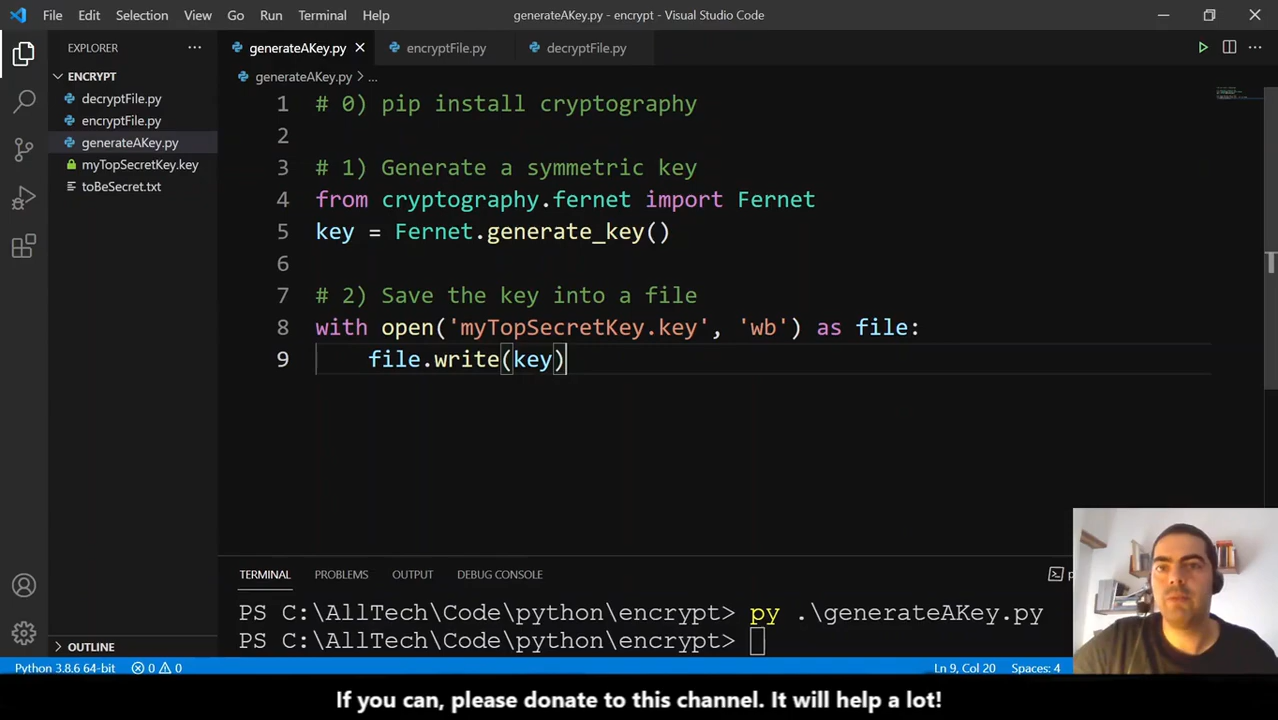 File Edit Selection View Go Run Terminal Help
generateAKey.py - encrypt - Visual Studio Code
EXPLORER
ENCRYPT
decryptFile.py
encryptFile.py
generateAKey.py
myTopSecretKey.key
toBeSecret.txt
OUTLINE
generateAKey.py encryptFile.py decryptFile.py
generateAKey.py > ...
1 # 0) pip install cryptography
2
3 # 1) Generate a symmetric key
4 from cryptography.fernet import Fernet
5 key = Fernet.generate_key()
6
7 # 2) Save the key into a file
8 with open('myTopSecretKey.key', 'wb') as file:
9 file.write(key)
TERMINAL PROBLEMS OUTPUT DEBUG CONSOLE
PS C:\AllTech\Code\python\encrypt> py .\generateAKey.py
PS C:\AllTech\Code\python\encrypt>
Python 3.8.6 64-bit 0 0 Ln 9, Col 20 Spaces: 4
If you can, please donate to this channel. It will help a lot!